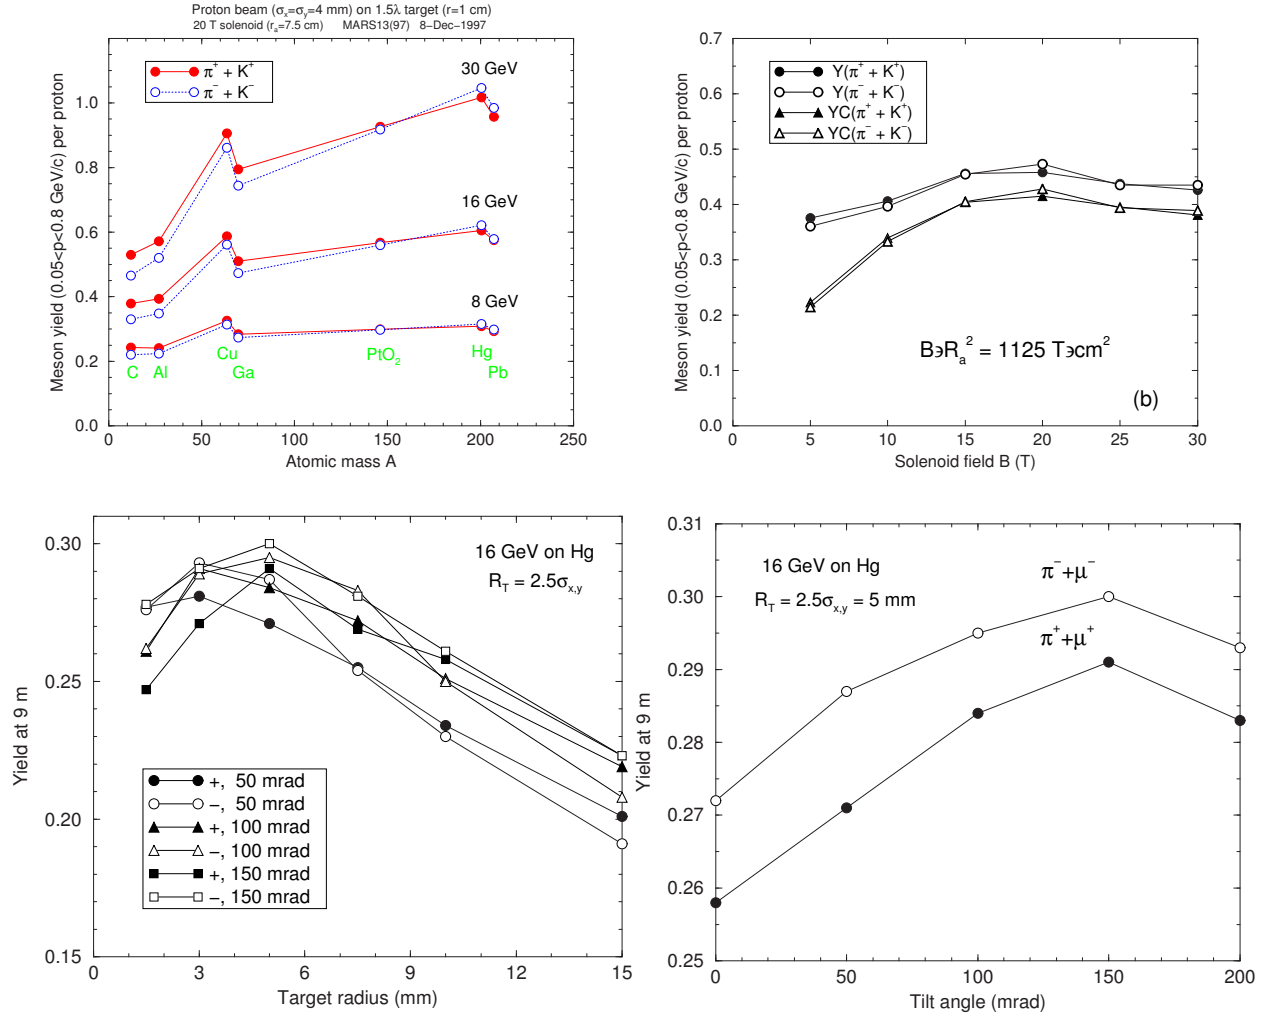 Proton beam (σx=σy=4 mm) on 1.5λ target (r=1 cm)
20 T solenoid (ra=7.5 cm) MARS13(97) 8−Dec−1997
Meson yield (0.05<p<0.8 GeV/c) per proton
π+ + K+
π− + K−
30 GeV
16 GeV
8 GeV
C
Al
Cu
Ga
PtO2
Hg
Pb
0.0
0.2
0.4
0.6
0.8
1.0
0
50
100
150
200
250
Atomic mass A
Meson yield (0.05<p<0.8 GeV/c) per proton
Y(π+ + K+)
Y(π− + K−)
YC(π+ + K+)
YC(π− + K−)
B϶Ra2 = 1125 T϶cm2
(b)
0.7
0.6
0.5
0.4
0.3
0.2
0.0
0
5
10
15
20
25
30
Solenoid field B (T)
Yield at 9 m
16 GeV on Hg
RT = 2.5σx,y
+, 50 mrad
−, 50 mrad
+, 100 mrad
−, 100 mrad
+, 150 mrad
−, 150 mrad
0.30
0.25
0.20
0.15
0
3
6
9
12
15
Target radius (mm)
Yield at 9 m
16 GeV on Hg
RT = 2.5σx,y = 5 mm
π−+μ−
π++μ+
0.31
0.30
0.29
0.28
0.27
0.26
0.25
0
50
100
150
200
Tilt angle (mrad)